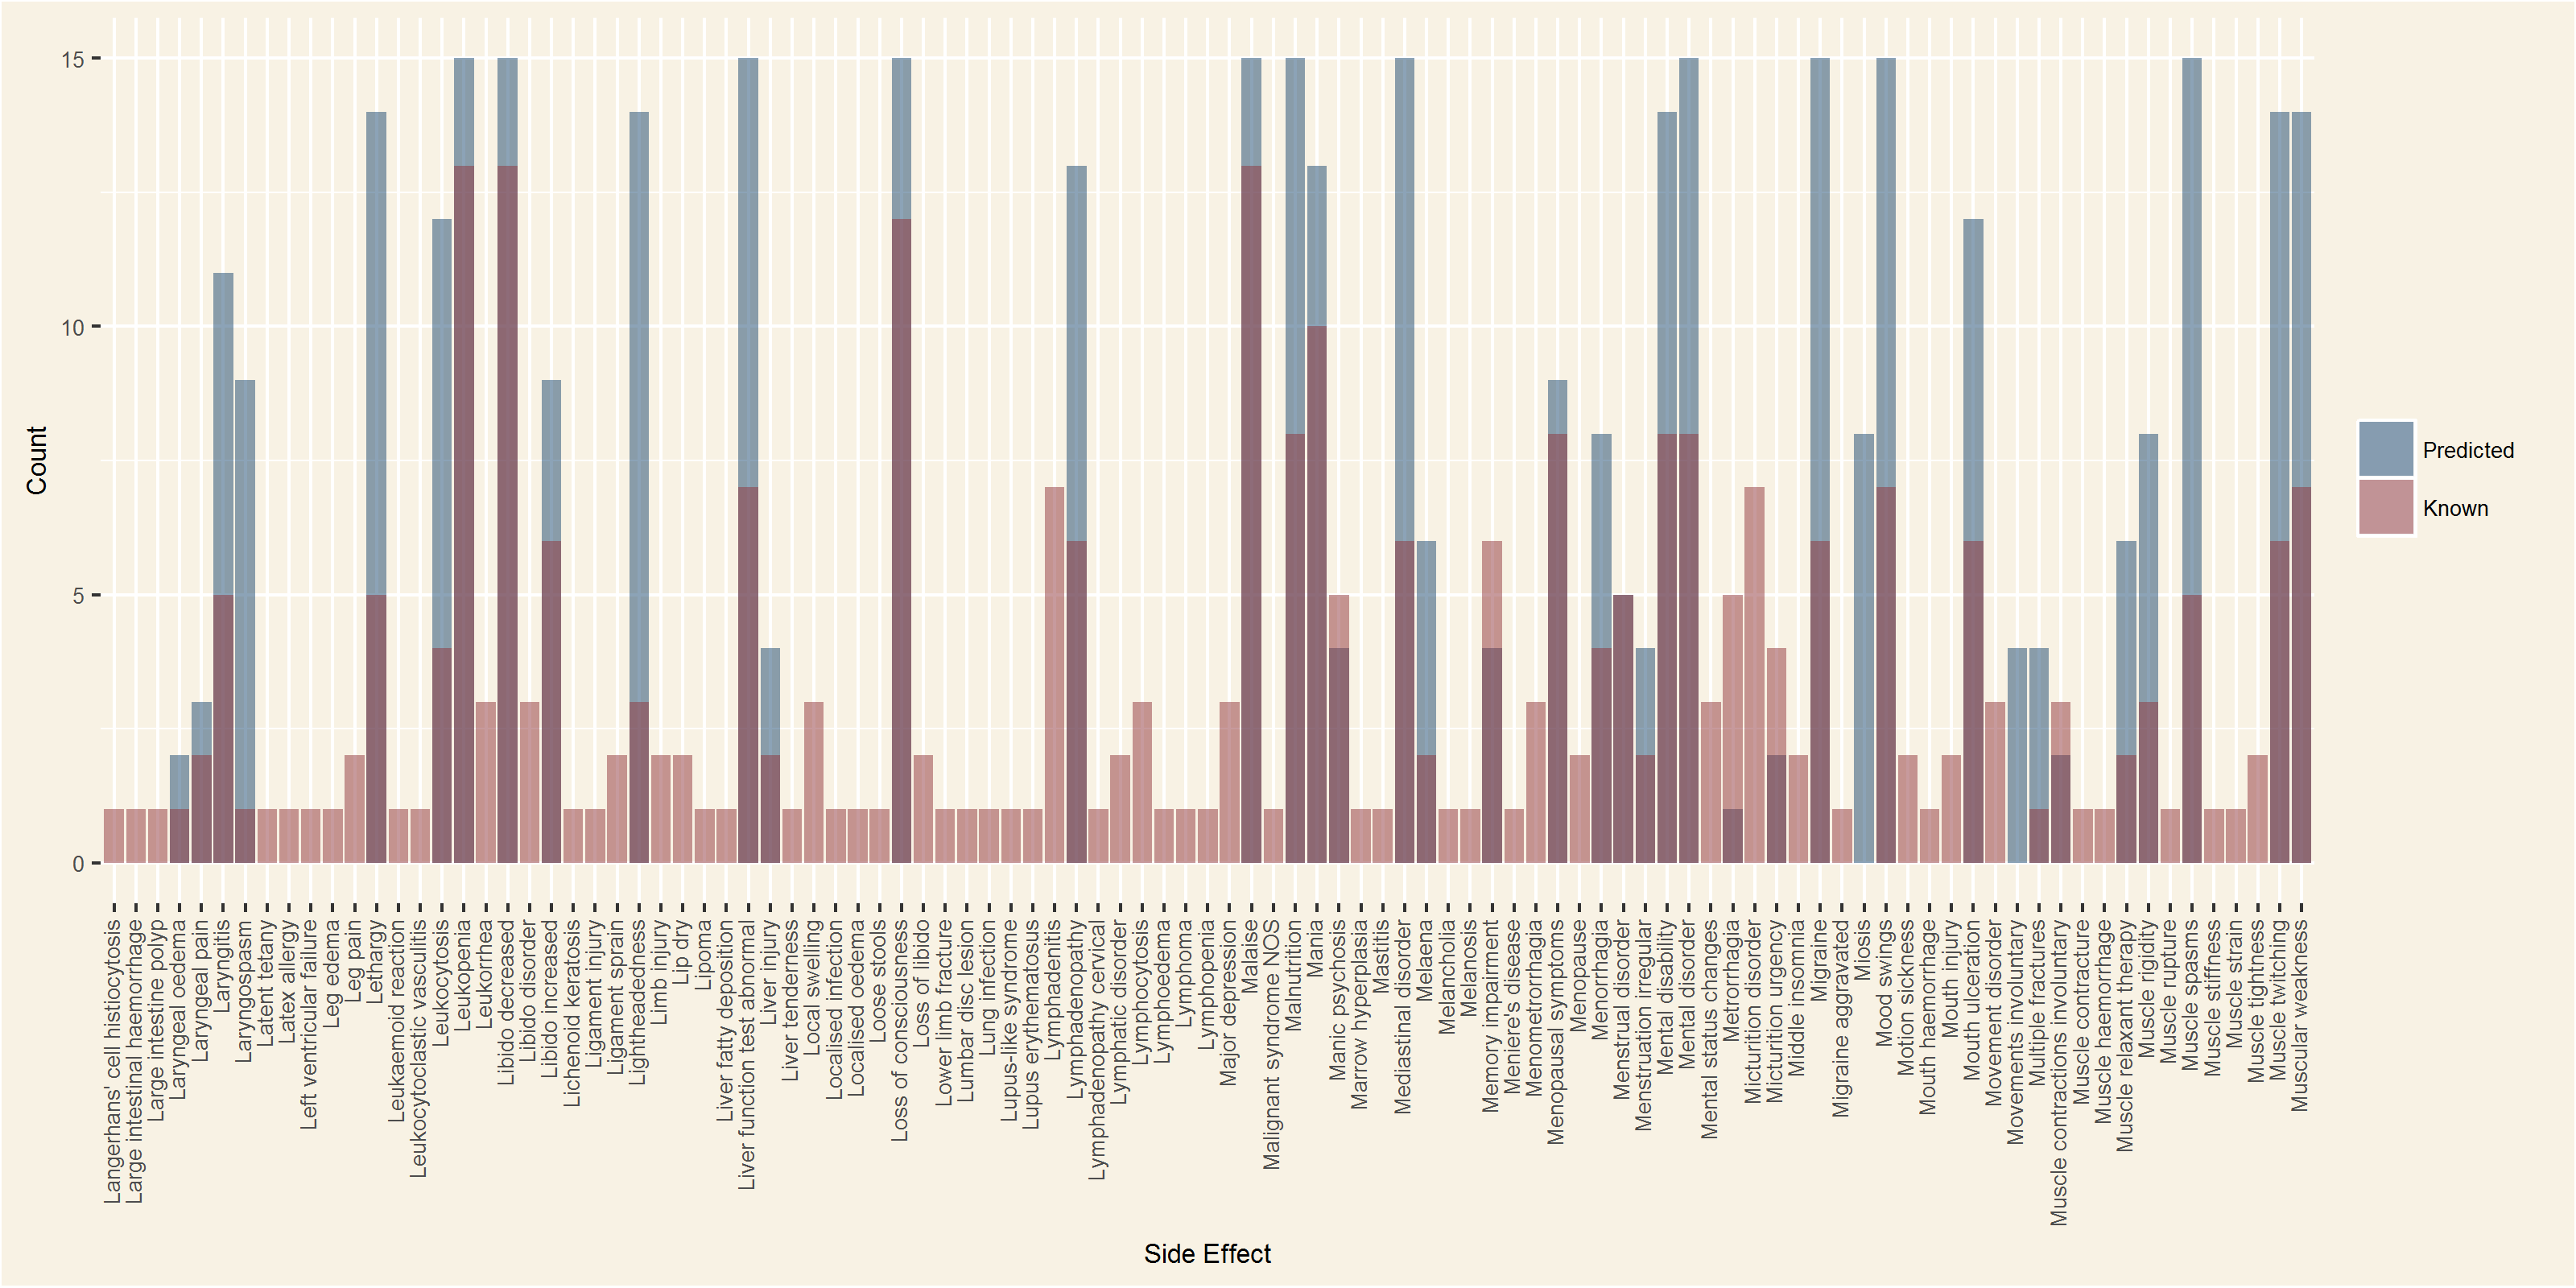 15
10
5
0
Count
Langerhans' cell histiocytosis
Large intestinal haemorrhage
Large intestine polyp
Laryngeal oedema
Laryngeal pain
Laryngitis
Laryngospasm
Latent tetany
Latex allergy
Left ventricular failure
Leg edema
Leg pain
Lethargy
Leukaemoid reaction
Leukocytoclastic vasculitis
Leukocytosis
Leukopenia
Leukorrhea
Libido decreased
Libido disorder
Libido increased
Lichenoid keratosis
Ligament injury
Ligament sprain
Lightheadedness
Limb injury
Lip dry
Lipoma
Liver fatty deposition
Liver function test abnormal
Liver injury
Liver tenderness
Local swelling
Localised infection
Localised oedema
Loose stools
Loss of consciousness
Loss of libido
Lower limb fracture
Lumbar disc lesion
Lung infection
Lupus-like syndrome
Lupus erythematosus
Lymphadenitis
Lymphadenopathy
Lymphadenopathy cervical
Lymphatic disorder
Lymphocytosis
Lymphoedema
Lymphoma
Lymphopenia
Major depression
Malaise
Malignant syndrome NOS
Malnutrition
Mania
Manic psychosis
Marrow hyperplasia
Mastitis
Mediastinal disorder
Melaena
Melancholia
Melanosis
Memory impairment
Meniere's disease
Menometrorrhagia
Menopausal symptoms
Menopause
Menorrhagia
Menstrual disorder
Menstruation irregular
Mental disability
Mental disorder
Mental status changes
Metrorrhagia
Micturition disorder
Micturition urgency
Middle insomnia
Migraine
Migraine aggravated
Miosis
Mood swings
Motion sickness
Mouth haemorrhage
Mouth injury
Mouth ulceration
Movement disorder
Movements involuntary
Multiple fractures
Muscle contractions involuntary
Muscle contracture
Muscle haemorrhage
Muscle relaxant therapy
Muscle rigidity
Muscle rupture
Muscle spasms
Muscle stiffness
Muscle strain
Muscle tightness
Muscle twitching
Muscular weakness
Side Effect
Predicted
Known